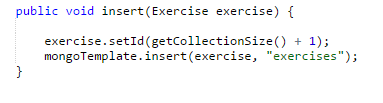 public void insert(Exercise exercise) {
exercise.setId(getCollectionSize() + 1);
mongoTemplate.insert(exercise, "exercises");
}